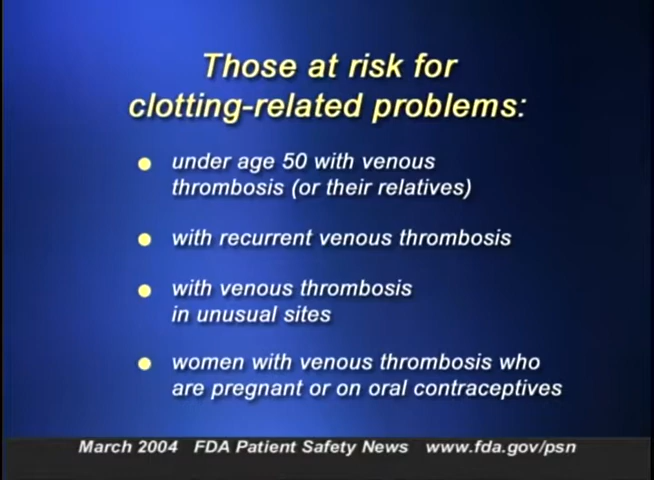 Those at risk for
clotting-related problems:
under age 50 with venous
thrombosis (or their relatives)
with recurrent venous thrombosis
with venous thrombosis
in unusual sites
women with venous thrombosis who
are pregnant or on oral contraceptives
March 2004 FDA Patient Safety News www.fda.gov/psn